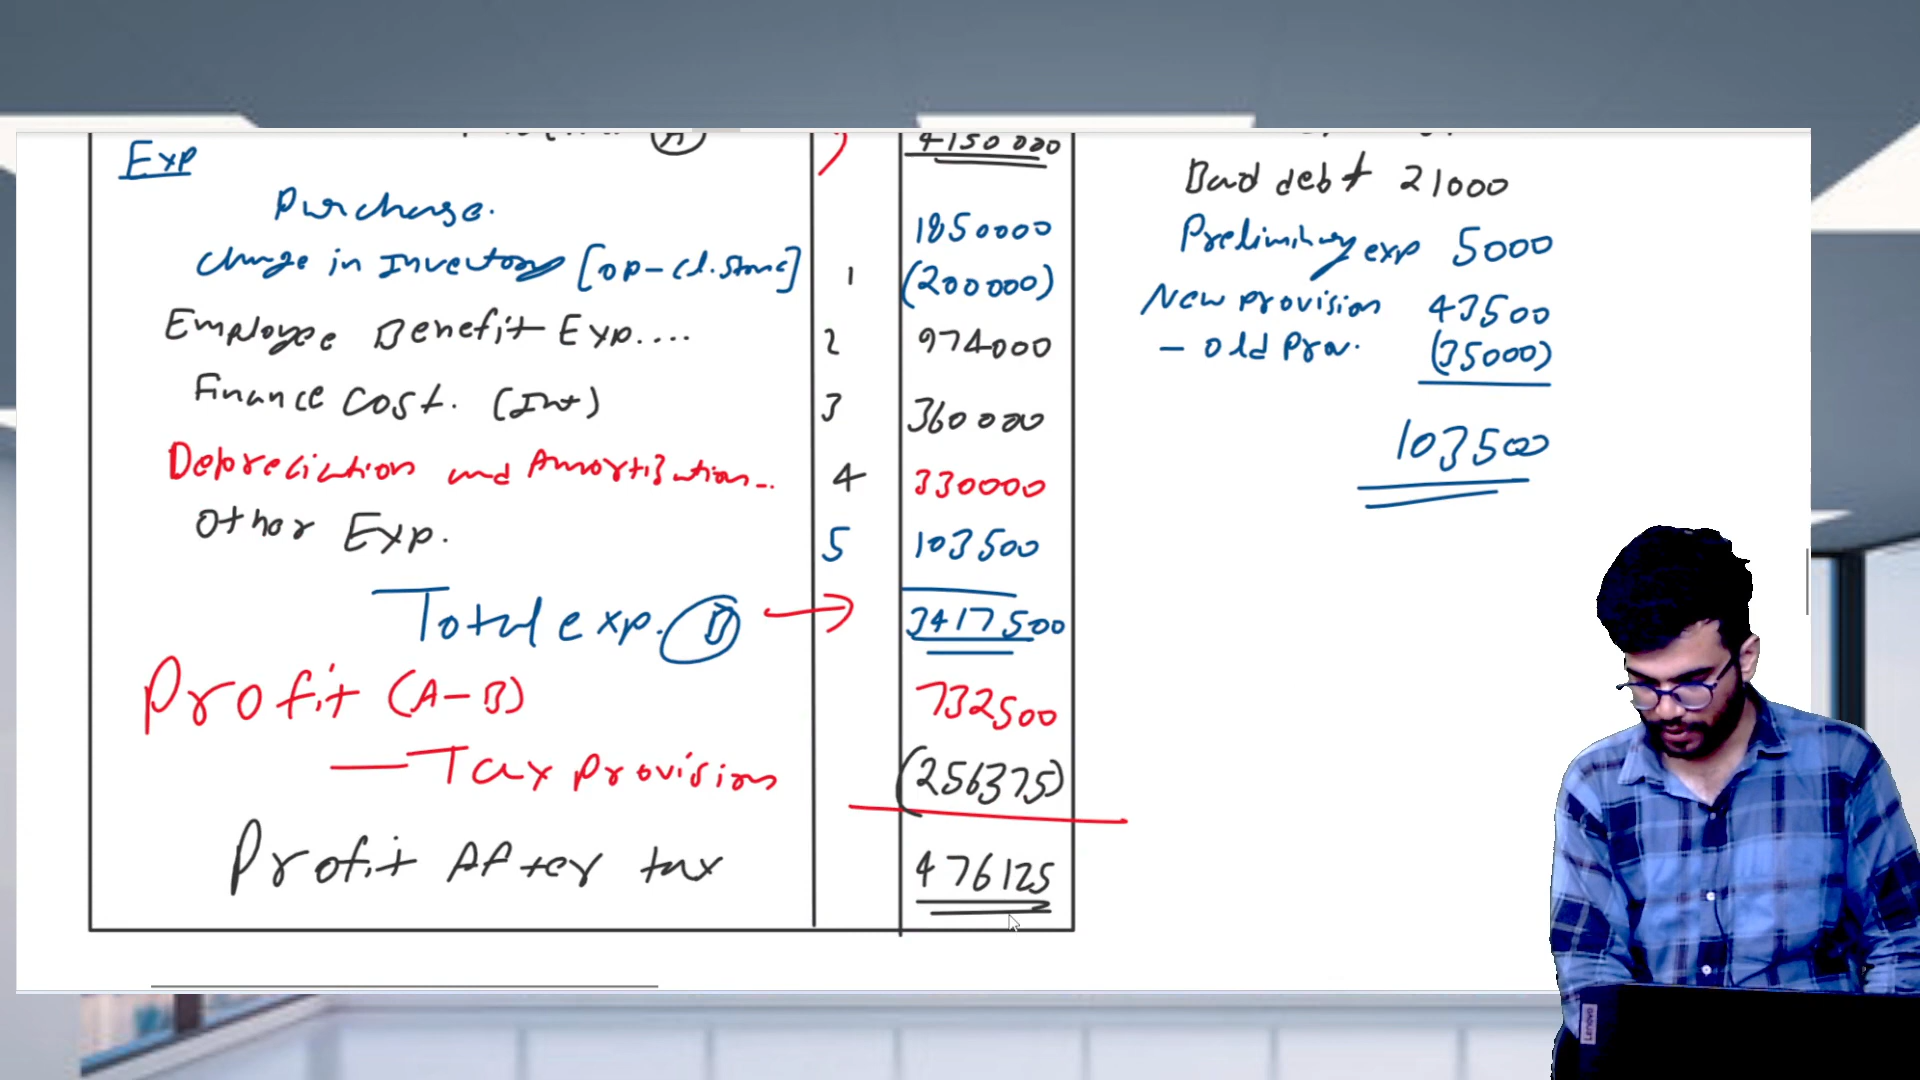 A
4150000
Exp
Purchase. 1850000
Change in Inventory [op-cl.Stock] 1 (200000)
Employee Benefit Exp.... 2 974000
Finance Cost. (Int) 3 360000
Depreciation and Amortization.. 4 330000
Other Exp. 5 103500
Total exp. B → 3417500
Profit (A-B) 732500
— Tax provision (256375)
Profit After tax 476125
Bad debt 21000
Preliminary exp 5000
New provision 43500
- old Prov. (35000)
103500
Lenovo